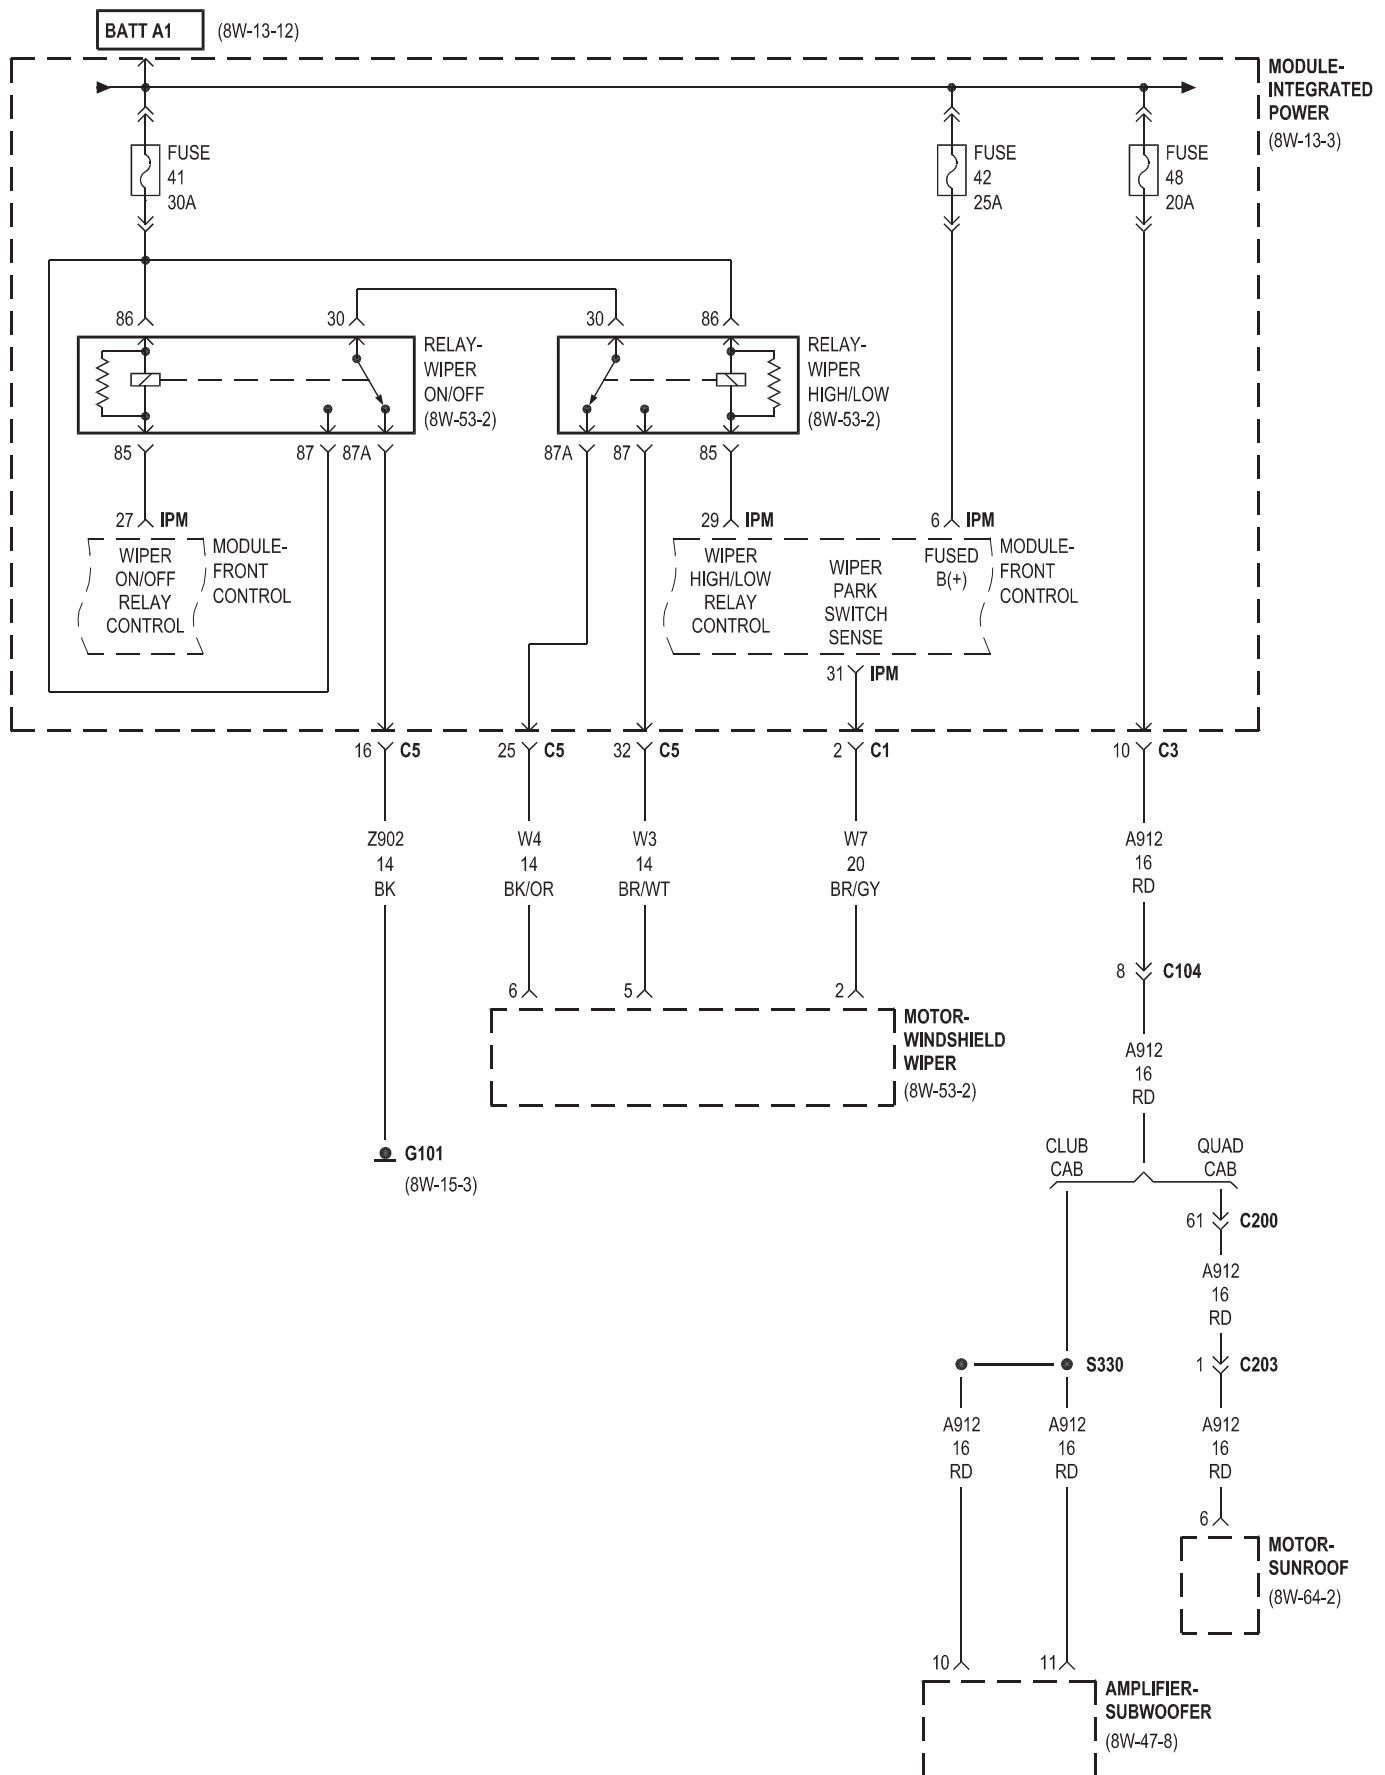 BATT A1 (8W-13-12)
MODULE-
INTEGRATED
POWER
(8W-13-3)
FUSE
41
30A
FUSE
42
25A
FUSE
48
20A
86
30
30
86
RELAY-
WIPER
ON/OFF
(8W-53-2)
RELAY-
WIPER
HIGH/LOW
(8W-53-2)
85
87
87A
87A
87
85
27 IPM
29 IPM
6 IPM
WIPER
ON/OFF
RELAY
CONTROL
MODULE-
FRONT
CONTROL
WIPER
HIGH/LOW
RELAY
CONTROL
WIPER
PARK
SWITCH
SENSE
FUSED
B(+)
MODULE-
FRONT
CONTROL
31 IPM
16 C5
25 C5
32 C5
2 C1
10 C3
Z902
14
BK
W4
14
BK/OR
W3
14
BR/WT
W7
20
BR/GY
A912
16
RD
8 C104
6
5
2
MOTOR-
WINDSHIELD
WIPER
(8W-53-2)
A912
16
RD
G101
(8W-15-3)
CLUB
CAB
QUAD
CAB
61 C200
A912
16
RD
S330
1 C203
A912
16
RD
A912
16
RD
A912
16
RD
6
MOTOR-
SUNROOF
(8W-64-2)
10
11
AMPLIFIER-
SUBWOOFER
(8W-47-8)